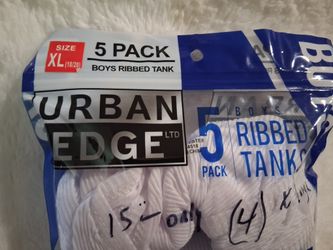 SIZE
XL (18/20)
5 PACK
BOYS RIBBED TANK
URBAN
EDGE LTD
BOYS
5 RIBBED
PACK TANKS
15- only (4)